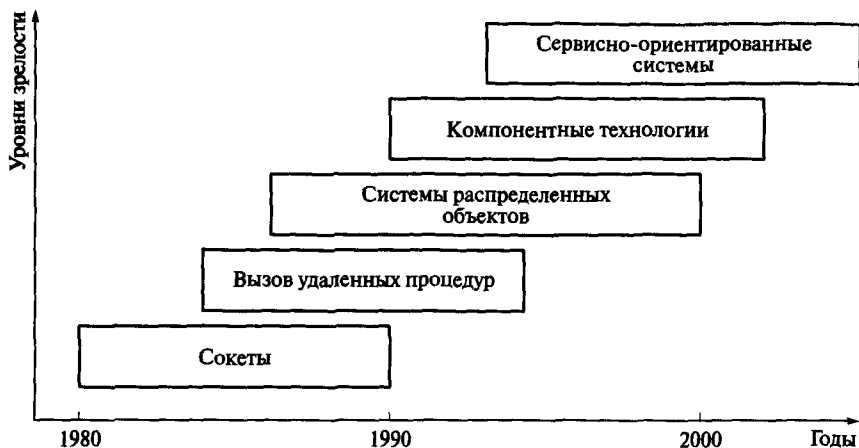 Уровни зрелости
Сервисно-ориентированные
системы
Компонентные технологии
Системы распределенных
объектов
Вызов удаленных процедур
Сокеты
1980
1990
2000
Годы